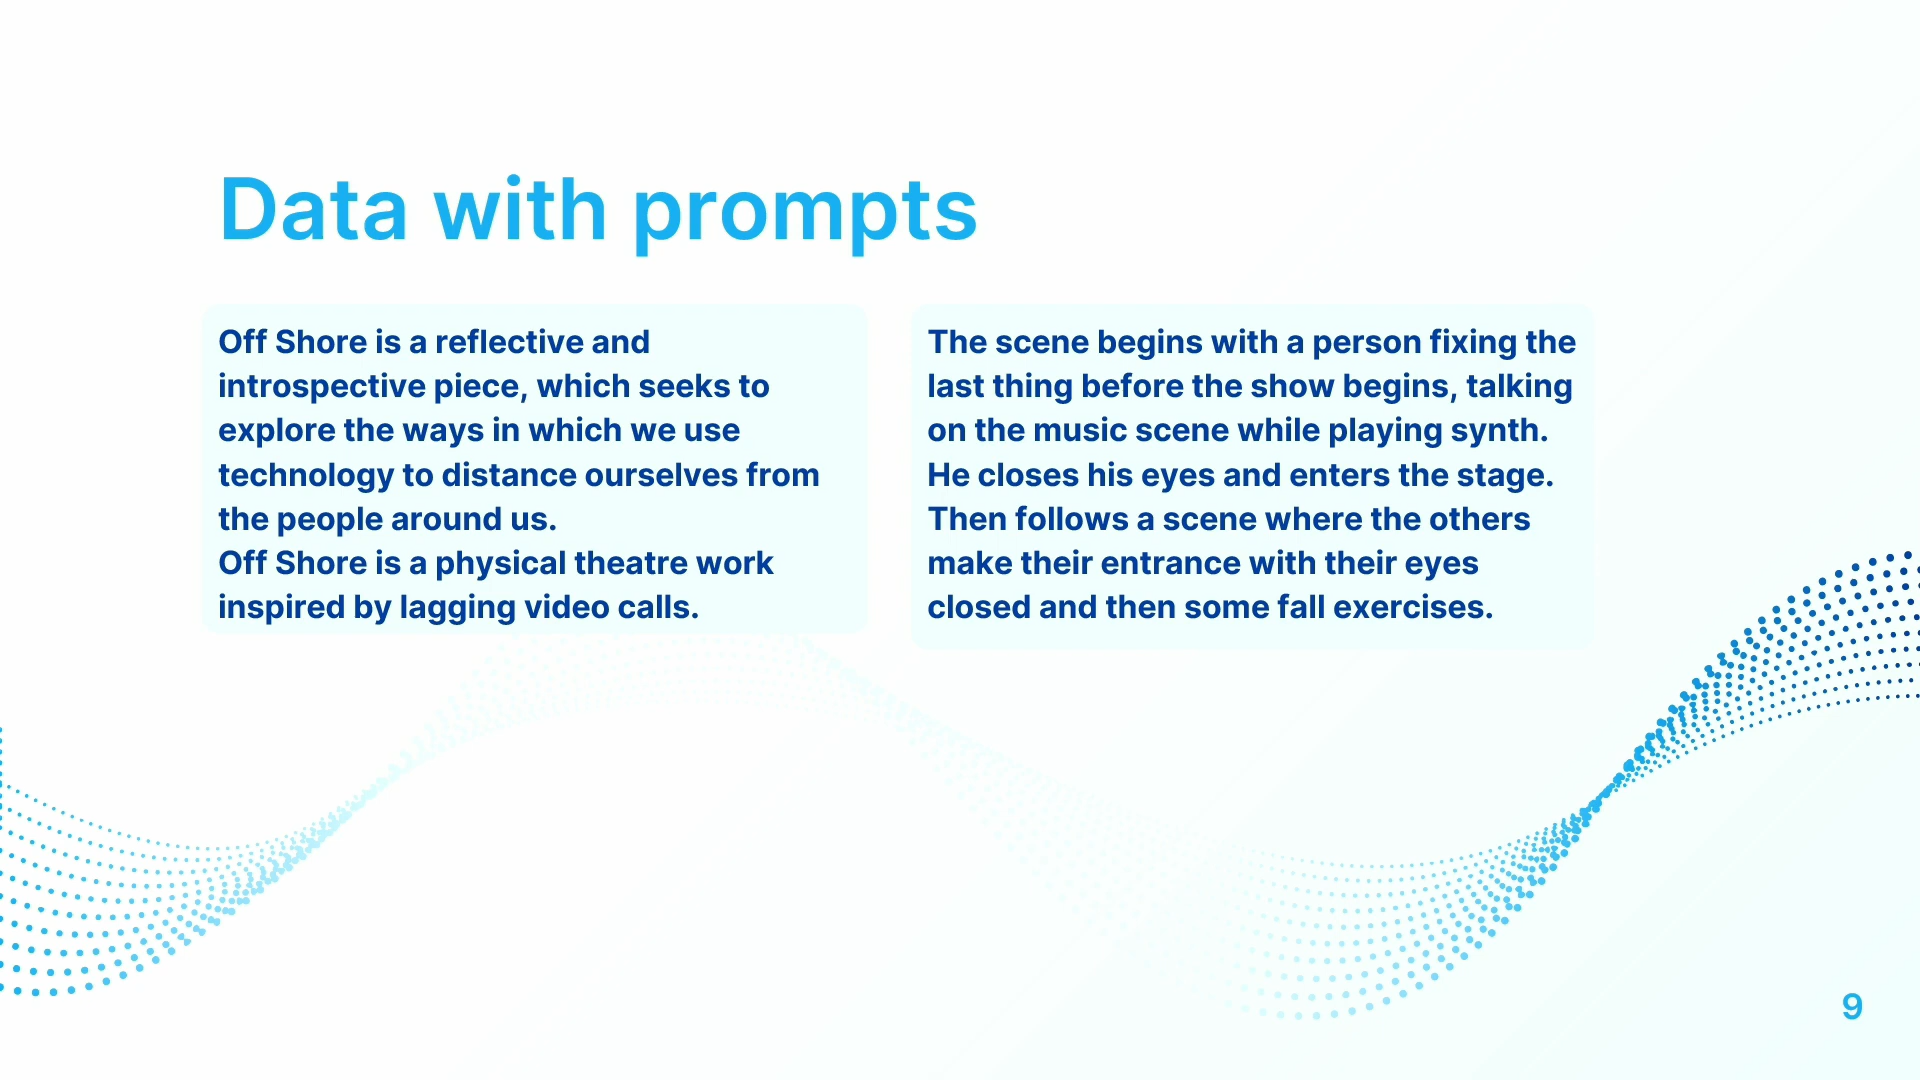 Data with prompts
Off Shore is a reflective and
introspective piece, which seeks to
explore the ways in which we use
technology to distance ourselves from
the people around us.
Off Shore is a physical theatre work
inspired by lagging video calls.
The scene begins with a person fixing the
last thing before the show begins, talking
on the music scene while playing synth.
He closes his eyes and enters the stage.
Then follows a scene where the others
make their entrance with their eyes
closed and then some fall exercises.
9